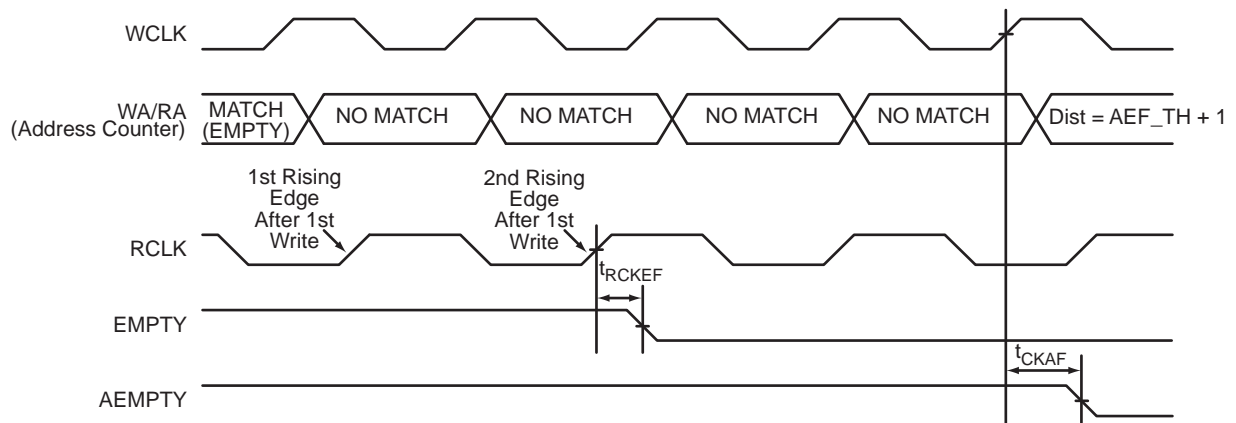 WCLK
WA/RA
(Address Counter)
MATCH
(EMPTY)
NO MATCH
NO MATCH
NO MATCH
NO MATCH
Dist = AEF_TH + 1
1st Rising
Edge
After 1st
Write
2nd Rising
Edge
After 1st
Write
RCLK
tRCKEF
EMPTY
tCKAF
AEMPTY